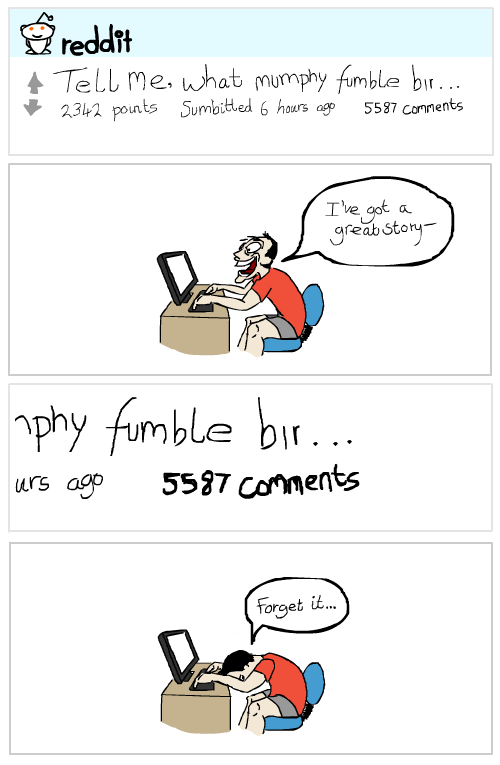 reddit
Tell me, what mumphy fumble bir...
2342 points Sumbitted 6 hours ago 5587 comments
I've got a
great story—
mphy fumble bir...
urs ago 5587 comments
Forget it...